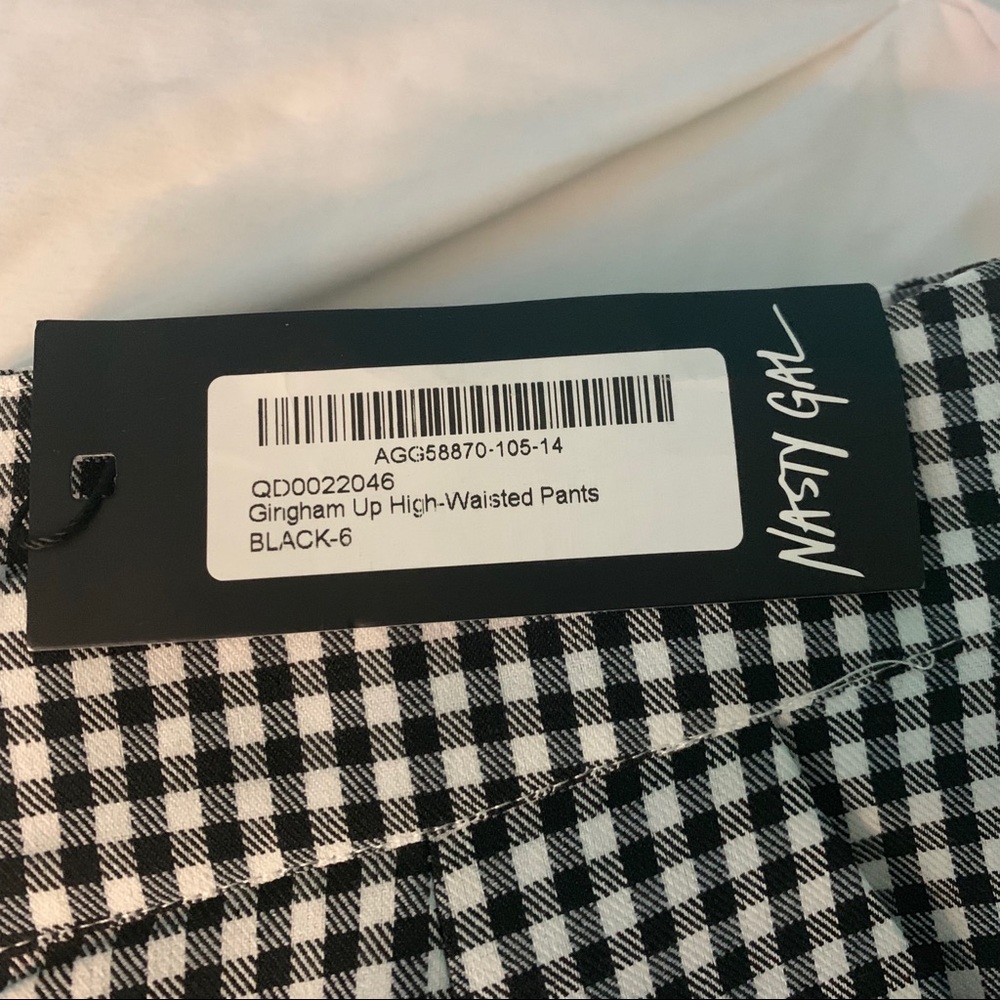 AGG58870-105-14
QD0022046
Gingham Up High-Waisted Pants
BLACK-6
NASTY GAL